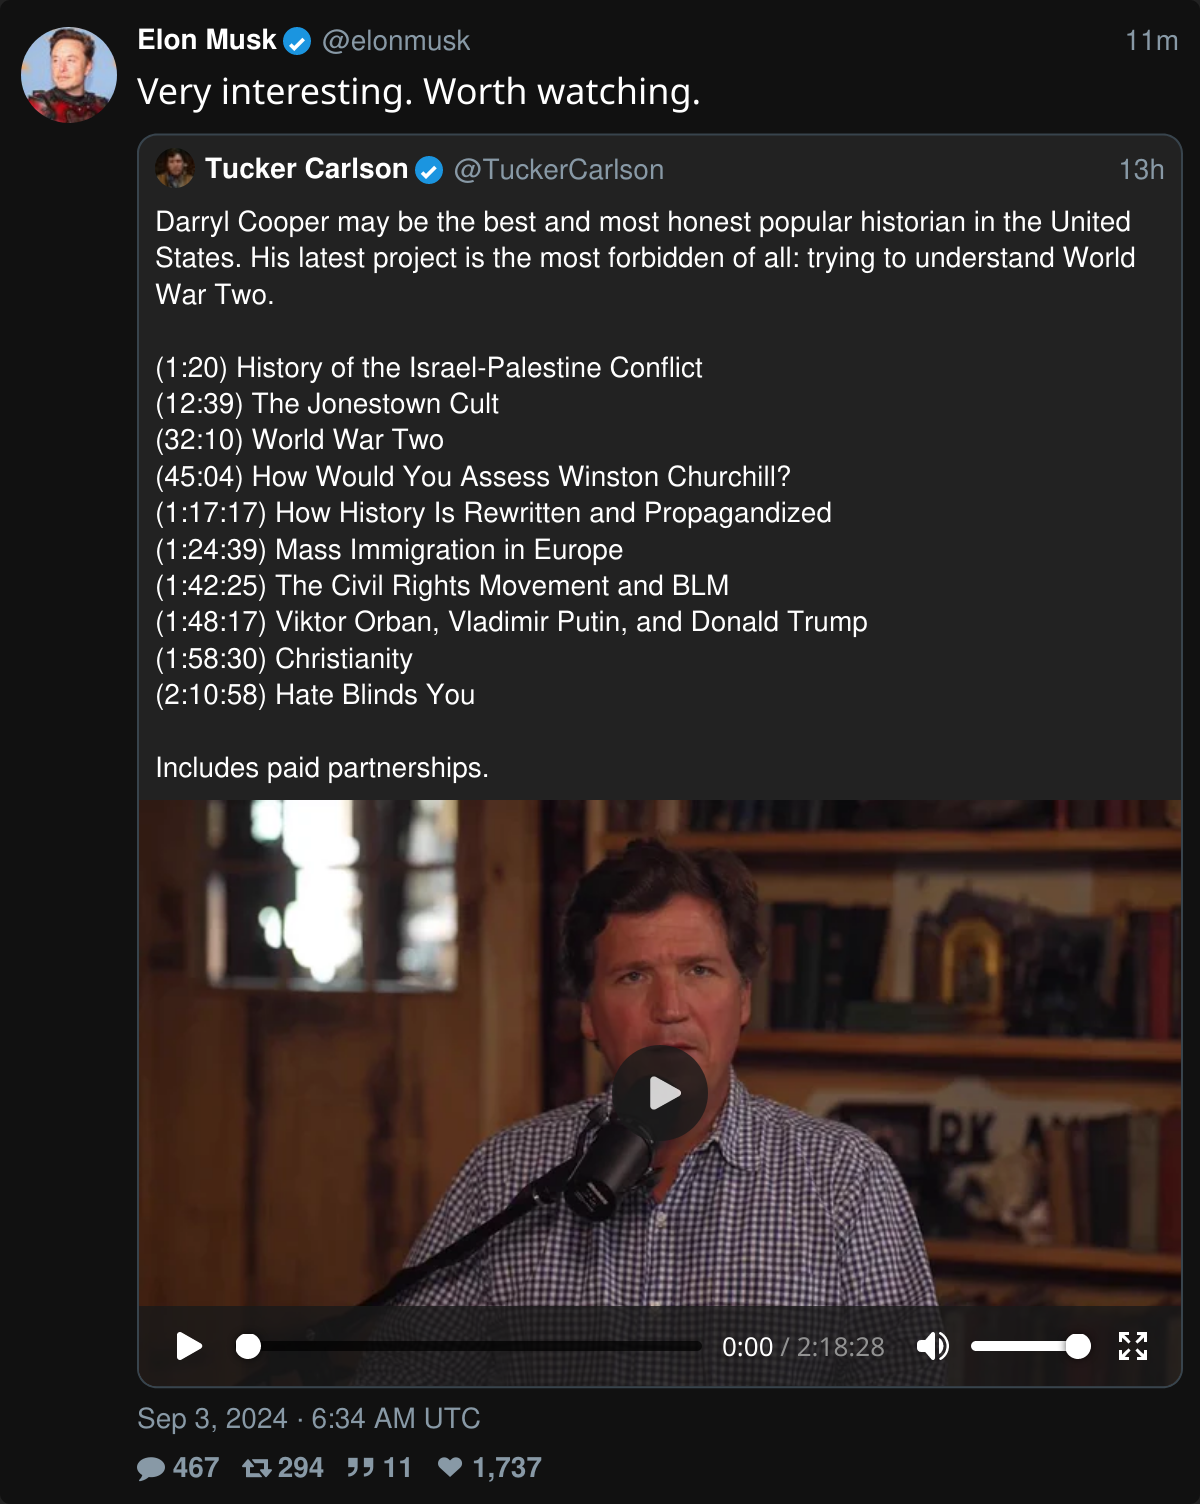 Elon Musk @elonmusk 11m
Very interesting. Worth watching.
Tucker Carlson @TuckerCarlson 13h
Darryl Cooper may be the best and most honest popular historian in the United
States. His latest project is the most forbidden of all: trying to understand World
War Two.
(1:20) History of the Israel-Palestine Conflict
(12:39) The Jonestown Cult
(32:10) World War Two
(45:04) How Would You Assess Winston Churchill?
(1:17:17) How History Is Rewritten and Propagandized
(1:24:39) Mass Immigration in Europe
(1:42:25) The Civil Rights Movement and BLM
(1:48:17) Viktor Orban, Vladimir Putin, and Donald Trump
(1:58:30) Christianity
(2:10:58) Hate Blinds You
Includes paid partnerships.
0:00 / 2:18:28
Sep 3, 2024 · 6:34 AM UTC
467 294 11 1,737